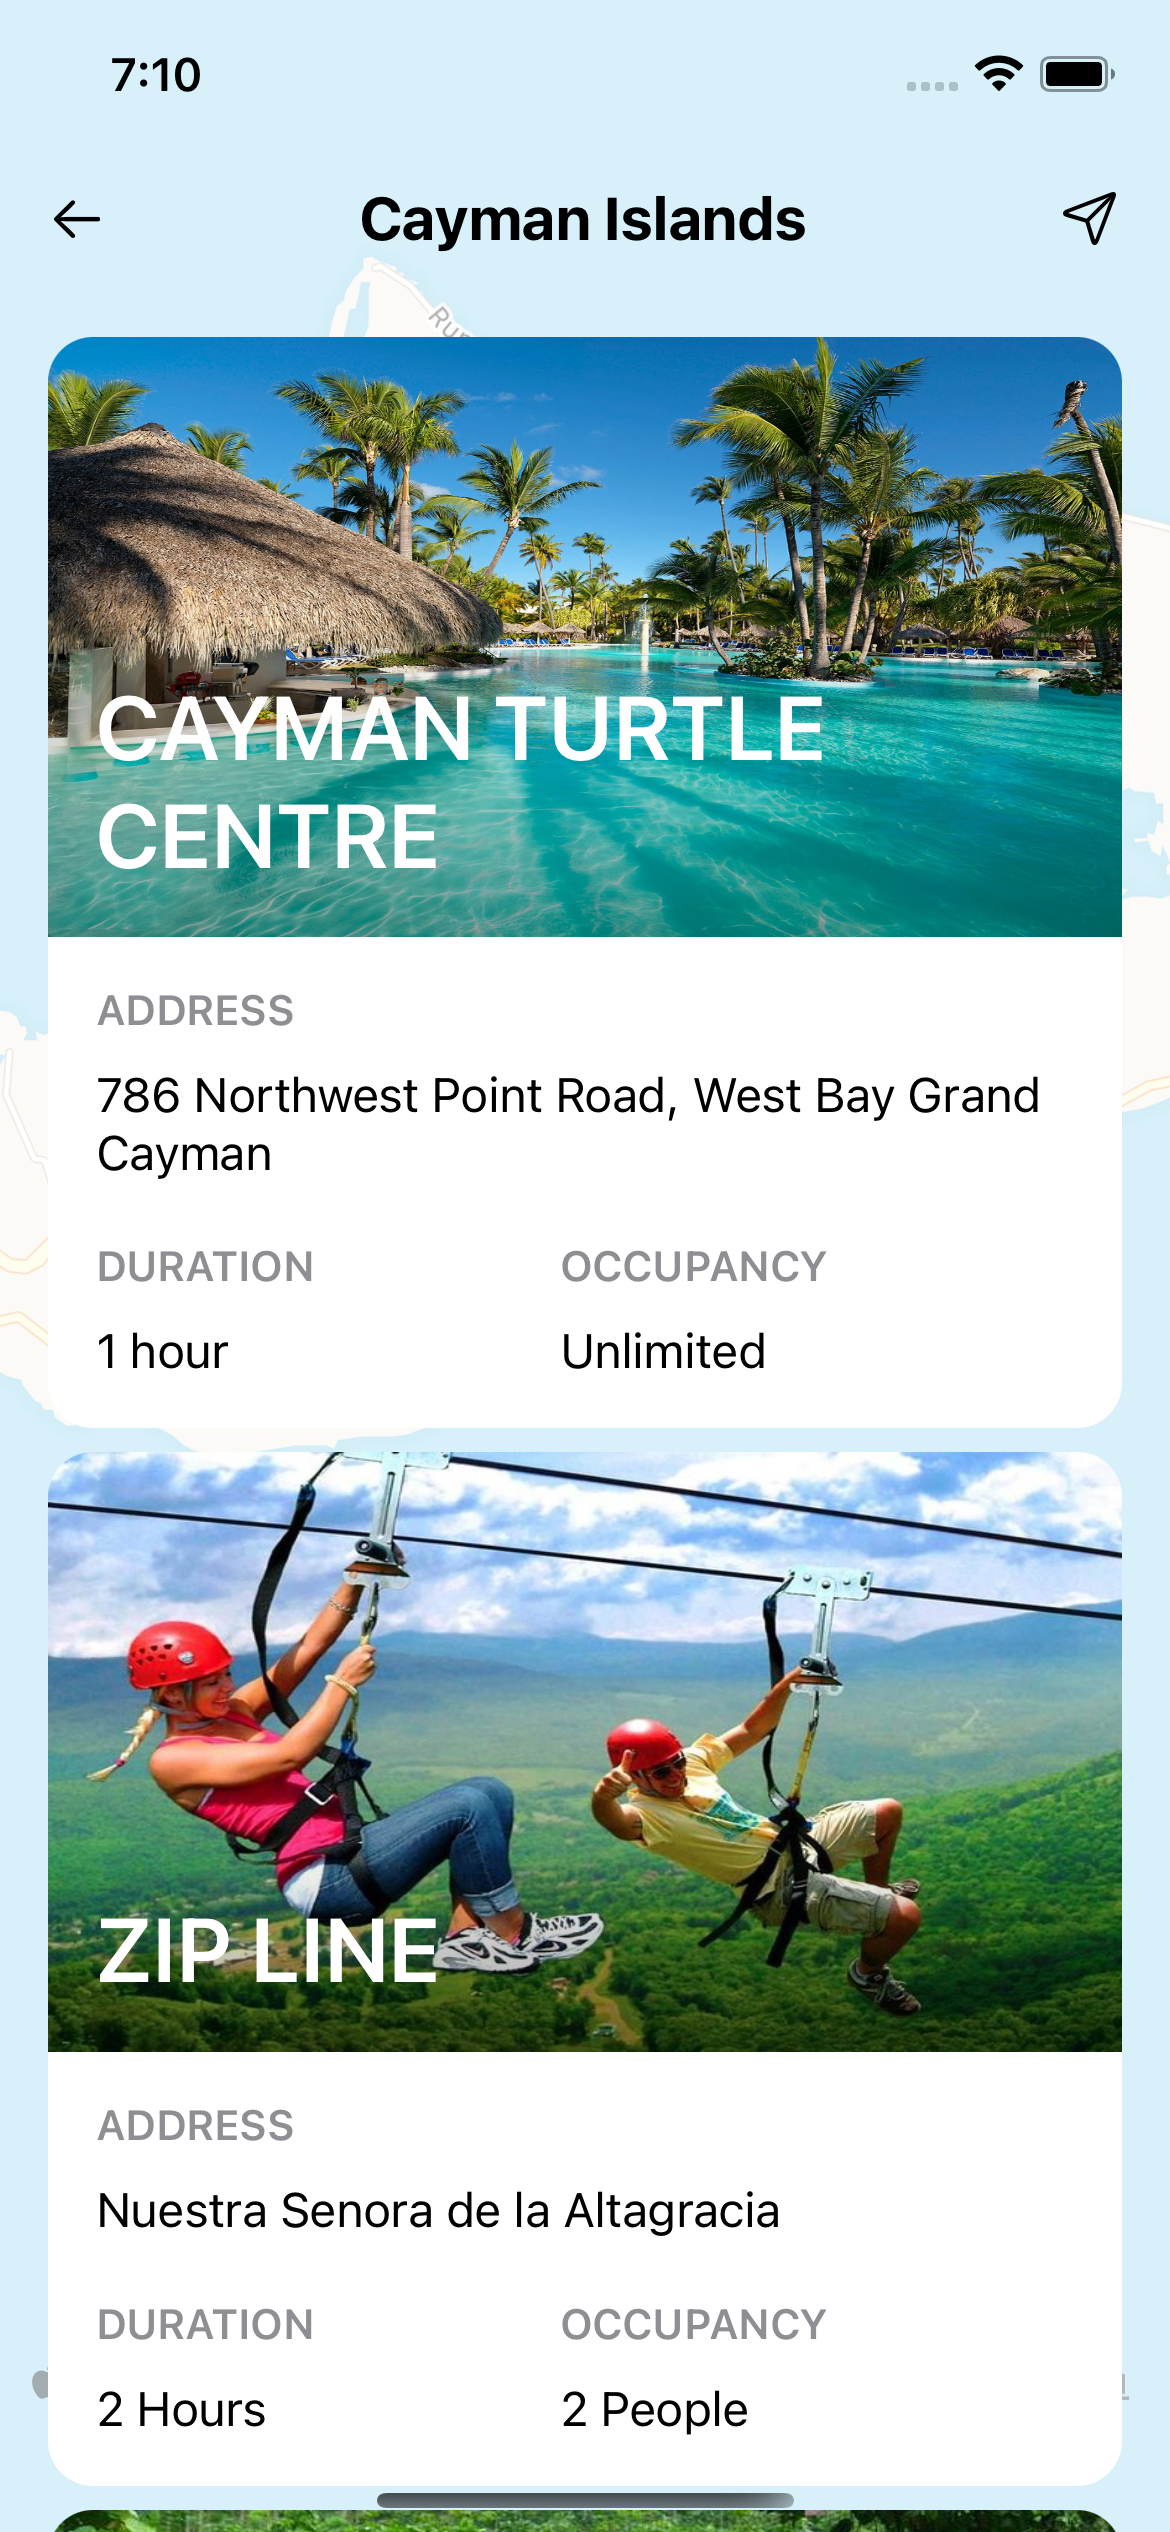 7:10
Cayman Islands
CAYMAN TURTLE
CENTRE
ADDRESS
786 Northwest Point Road, West Bay Grand
Cayman
DURATION
OCCUPANCY
1 hour
Unlimited
ZIP LINE
ADDRESS
Nuestra Senora de la Altagracia
DURATION
OCCUPANCY
2 Hours
2 People